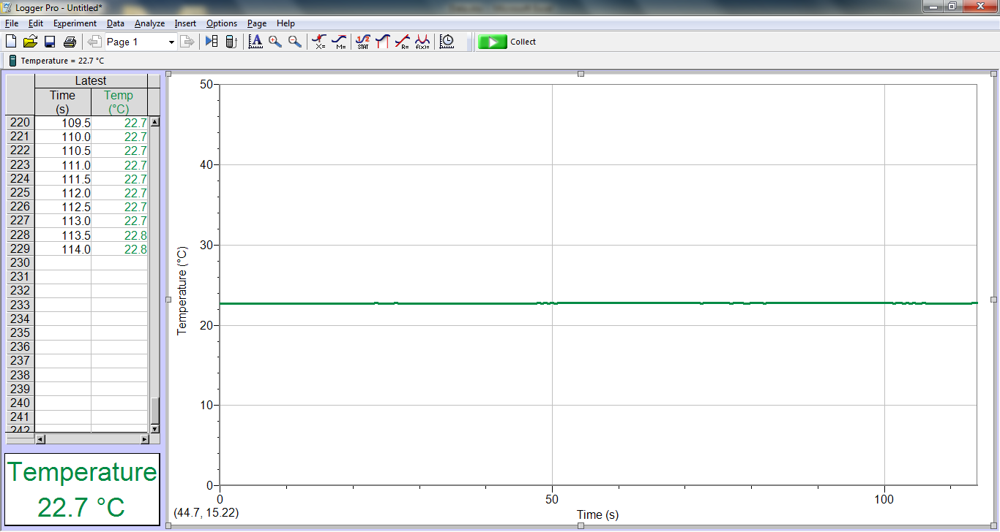 Logger Pro - Untitled*
File Edit Experiment Data Analyze Insert Options Page Help
Page 1 X= M= 1/2 STAT R= f(x)= Collect
Temperature = 22.7 °C
Latest
Time Temp
(s) (°C)
220 109.5 22.7
221 110.0 22.7
222 110.5 22.7
223 111.0 22.7
224 111.5 22.7
225 112.0 22.7
226 112.5 22.7
227 113.0 22.7
228 113.5 22.8
229 114.0 22.8
230
231
232
233
234
235
236
237
238
239
240
241
242
Temperature
22.7 °C
50
40
30
20
10
0
Temperature (°C)
0 50 100
(44.7, 15.22)
Time (s)